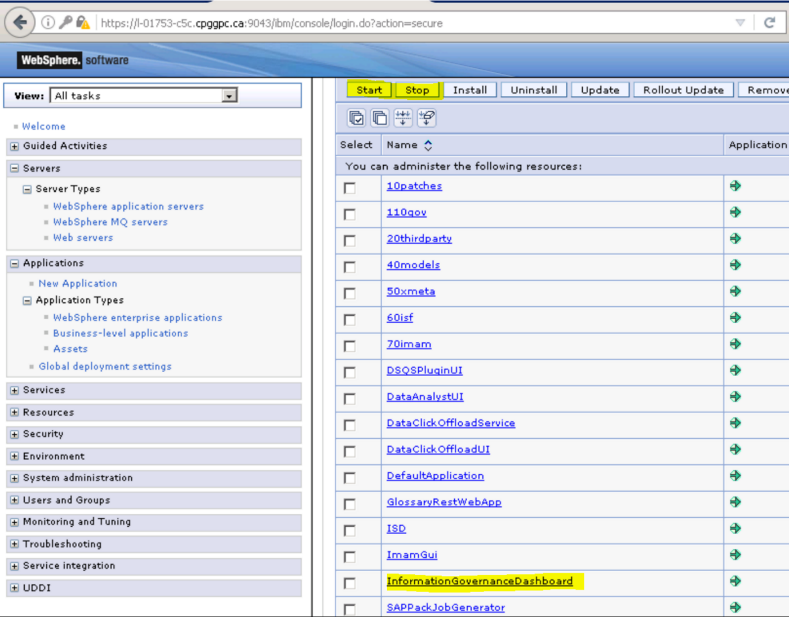 https://l-01753-c5c.cpggpc.ca:9043/ibm/console/login.do?action=secure
WebSphere. software
View: All tasks
Welcome
Guided Activities
Servers
Server Types
WebSphere application servers
WebSphere MQ servers
Web servers
Applications
New Application
Application Types
WebSphere enterprise applications
Business-level applications
Assets
Global deployment settings
Services
Resources
Security
Environment
System administration
Users and Groups
Monitoring and Tuning
Troubleshooting
Service integration
UDDI
Start Stop Install Uninstall Update Rollout Update Remove
Select Name Application
You can administer the following resources:
10patches
110gov
20thirdparty
40models
50xmeta
60isf
70imam
DSQSPluginUI
DataAnalystUI
DataClickOffloadService
DataClickOffloadUI
DefaultApplication
GlossaryRestWebApp
ISD
ImamGui
InformationGovernanceDashboard
SAPPackJobGenerator